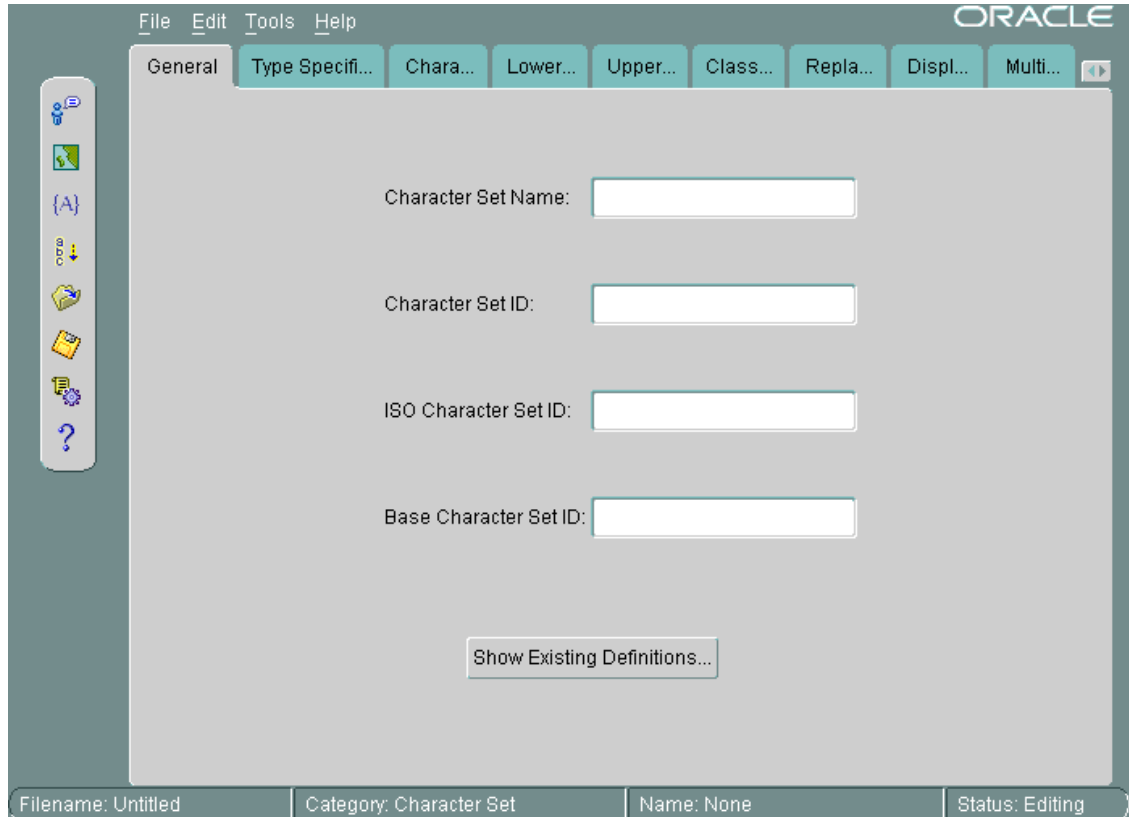 File Edit Tools Help
ORACLE
General Type Specifi... Chara... Lower... Upper... Class... Repla... Displ... Multi...
{A}
a
b
c
Character Set Name:
Character Set ID:
ISO Character Set ID:
?
Base Character Set ID:
Show Existing Definitions...
Filename: Untitled Category: Character Set Name: None Status: Editing